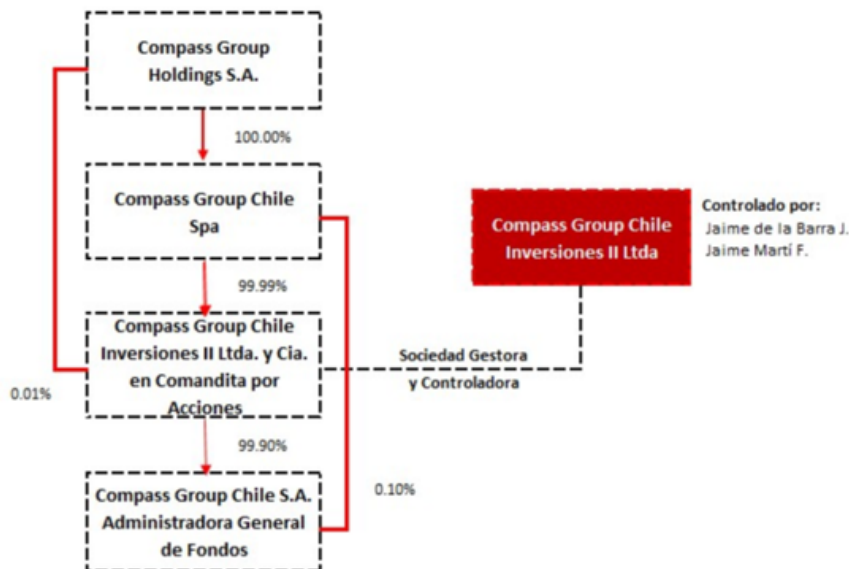 Compass Group
Holdings S.A.
100.00%
Compass Group Chile
Spa
Compass Group Chile
Inversiones II Ltda
Controlado por:
Jaime de la Barra J.
Jaime Martí F.
99.99%
Compass Group Chile
Inversiones II Ltda. y Cia.
en Comandita por
Acciones
Sociedad Gestora
y Controladora
0.01%
99.90%
Compass Group Chile S.A.
Administradora General
de Fondos
0.10%